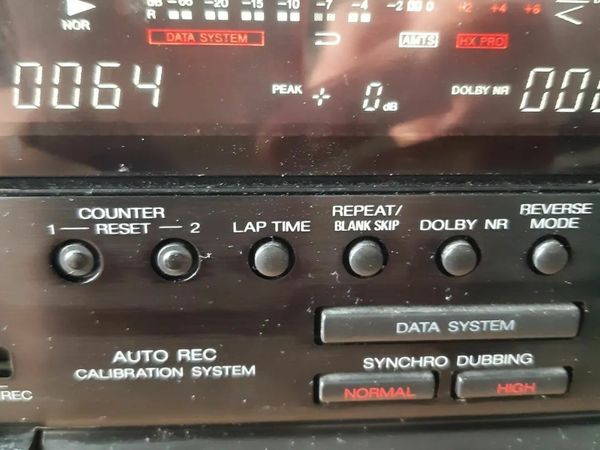 dB -60 -20 -15 -10 -7 -4 -2 0 +2 +4 +6
R
NOR
DATA SYSTEM AMTS HX PRO
0064 PEAK 0 dB DOLBY NR
COUNTER
1 — RESET — 2
LAP TIME
REPEAT/
BLANK SKIP
DOLBY NR
REVERSE
MODE
DATA SYSTEM
AUTO REC
CALIBRATION SYSTEM
SYNCHRO DUBBING
NORMAL HIGH
REC